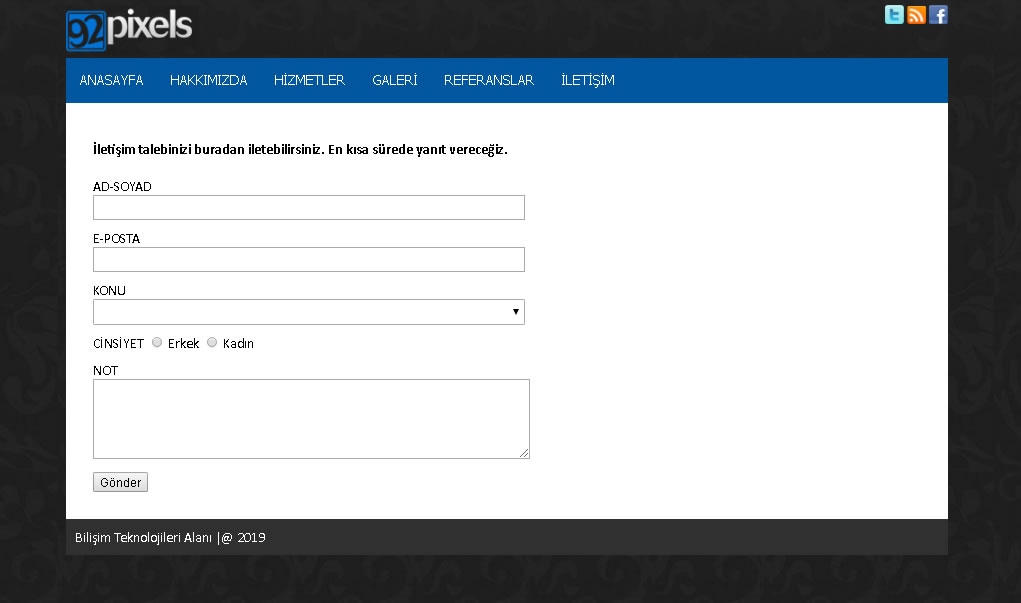 92pixels
ANASAYFA HAKKIMIZDA HİZMETLER GALERİ REFERANSLAR İLETİŞİM
İletişim talebinizi buradan iletebilirsiniz. En kısa sürede yanıt vereceğiz.
AD-SOYAD
E-POSTA
KONU
CİNSİYET Erkek Kadın
NOT
Gönder
Bilişim Teknolojileri Alanı |@ 2019